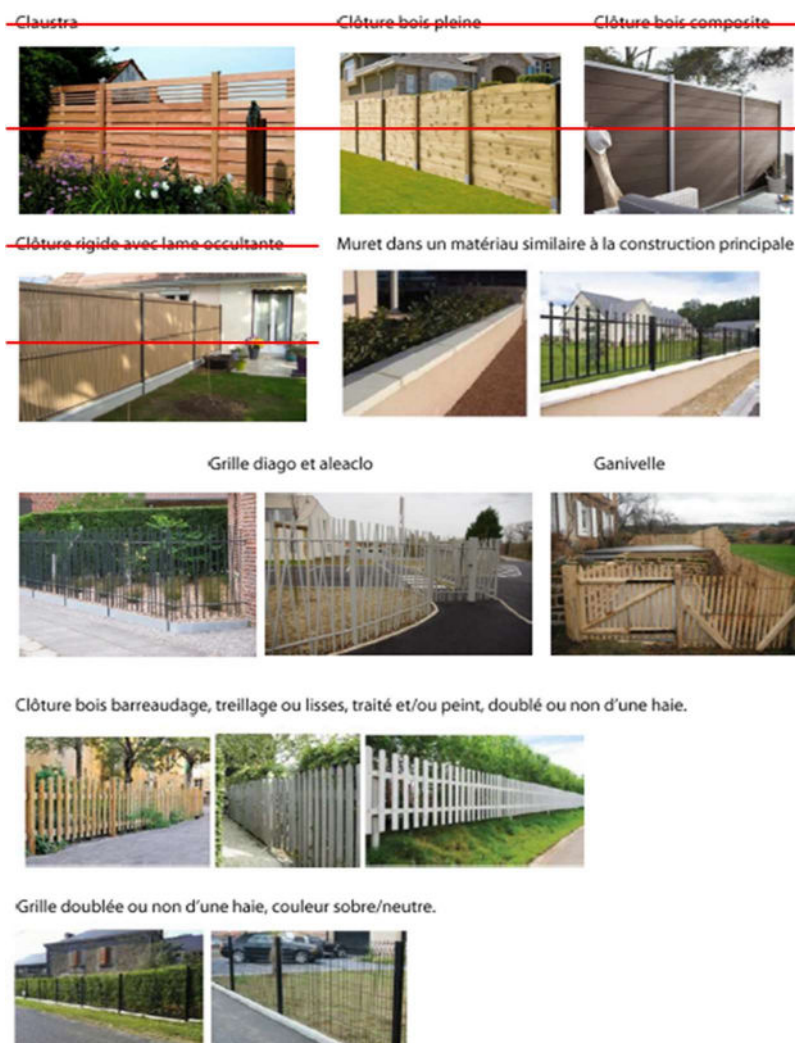 Claustra
Clôture bois pleine
Clôture bois composite
Clôture rigide avec lame occultante
Muret dans un matériau similaire à la construction principale
Grille diago et aleaclo
Ganivelle
Clôture bois barreaudage, treillage ou lisses, traité et/ou peint, doublé ou non d'une haie.
Grille doublée ou non d'une haie, couleur sobre/neutre.